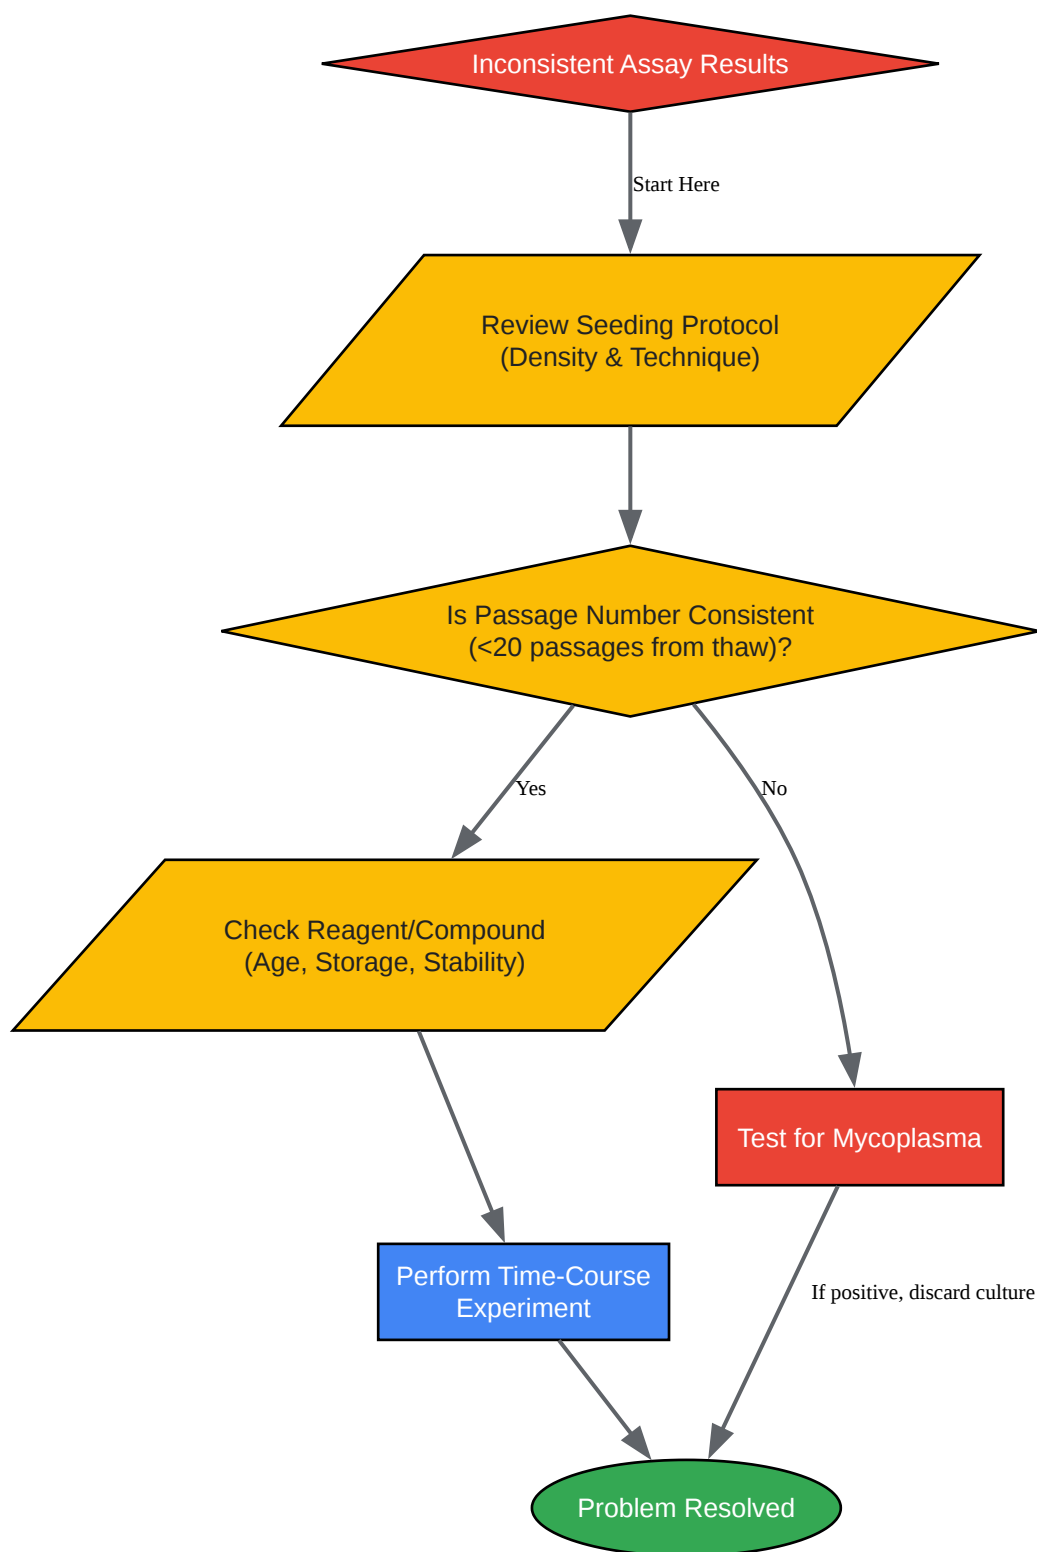 Inconsistent Assay Results
Start Here
Review Seeding Protocol
(Density & Technique)
Is Passage Number Consistent
(<20 passages from thaw)?
Yes
No
Check Reagent/Compound
(Age, Storage, Stability)
Test for Mycoplasma
Perform Time-Course
Experiment
If positive, discard culture
Problem Resolved